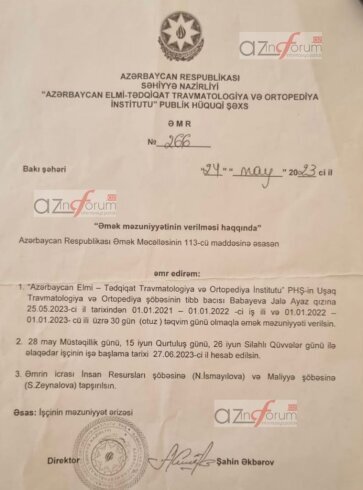 azinforum
AZƏRBAYCAN RESPUBLİKASI
SƏHİYYƏ NAZİRLİYİ
"AZƏRBAYCAN ELMİ-TƏDQİQAT TRAVMATOLOGİYA VƏ ORTOPEDİYA
İNSTİTUTU" PUBLİK HÜQUQİ ŞƏXS
ƏMR
№ 266
Bakı şəhəri "24" "may" 2023-ci il
azinforum
"Əmək məzuniyyətinin verilməsi haqqında"
Azərbaycan Respublikası Əmək Məcəlləsinin 113-cü maddəsinə əsasən
əmr edirəm:
1. "Azərbaycan Elmi – Tədqiqat Travmatologiya və Ortopediya İnstitutu" PHŞ-in Uşaq
Travmatologiya və Ortopediya şöbəsinin tibb bacısı Babayeva Jalə Ayaz qızına
25.05.2023-cü il tarixindən 01.01.2021 – 01.01.2022 -ci iş ili və 01.01.2022 –
01.01.2023- cü ili üzrə 30 gün (otuz ) təqvim günü olmaqla əmək məzuniyyəti verilsin.
2. 28 may Müstəqillik günü, 15 iyun Qurtuluş günü, 26 iyun Silahlı Qüvvələr günü ilə
əlaqədar işçinin işə başlama tarixi 27.06.2023-ci il hesab edilsin.
3. Əmrin icrası İnsan Resursları şöbəsinə (N.İsmayılova) və Maliyyə şöbəsinə
(S.Zeynalova) tapşırılsın.
Əsas: İşçinin məzuniyyət ərizəsi
azinforum
Direktor Şahin Əkbərov